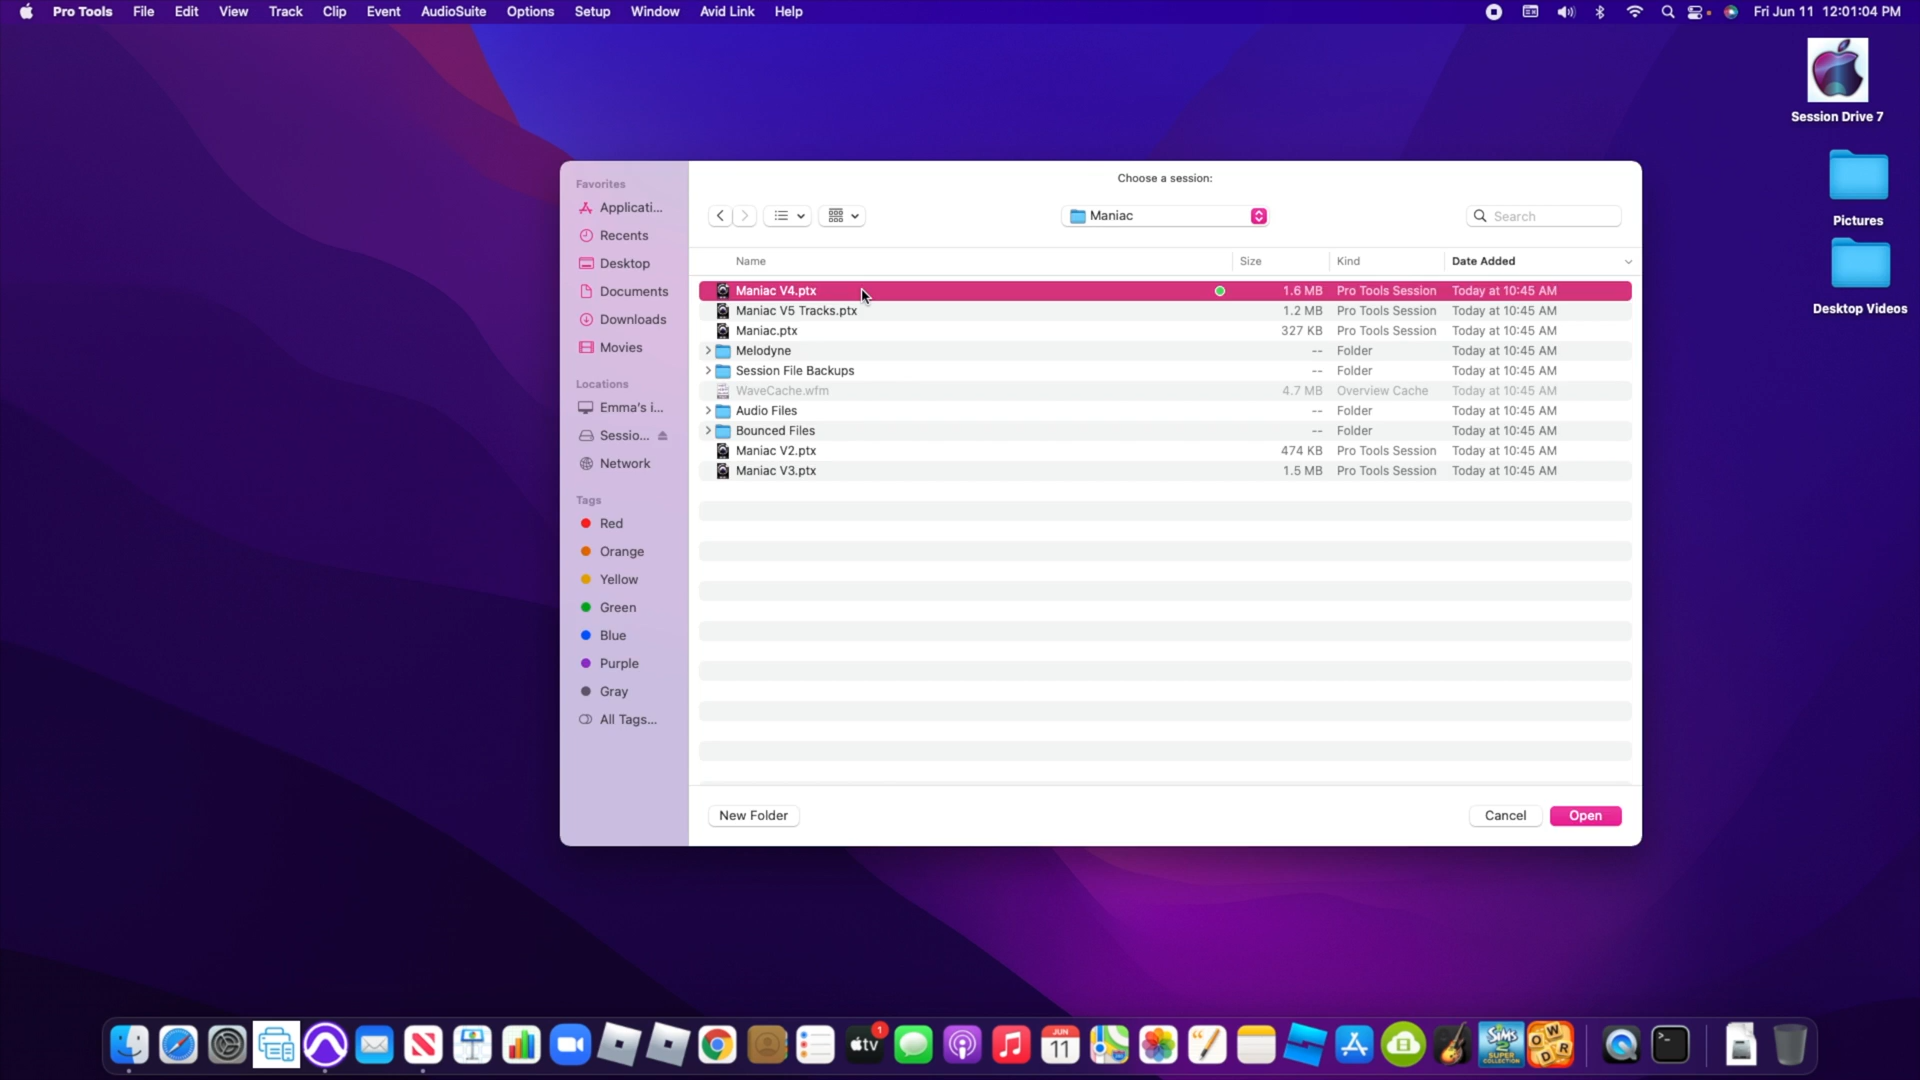 Pro Tools File Edit View Track Clip Event AudioSuite Options Setup Window Avid Link Help Fri Jun 11 12:01:04 PM
Session Drive 7
Pictures
Desktop Videos
Choose a session:
Favorites
Applicati...
Recents
Desktop
Documents
Downloads
Movies
Locations
Emma's i...
Sessio...
Network
Tags
Red
Orange
Yellow
Green
Blue
Purple
Gray
All Tags...
Maniac
Search
Name Size Kind Date Added
Maniac V4.ptx 1.6 MB Pro Tools Session Today at 10:45 AM
Maniac V5 Tracks.ptx 1.2 MB Pro Tools Session Today at 10:45 AM
Maniac.ptx 327 KB Pro Tools Session Today at 10:45 AM
Melodyne -- Folder Today at 10:45 AM
Session File Backups -- Folder Today at 10:45 AM
WaveCache.wfm 4.7 MB Overview Cache Today at 10:45 AM
Audio Files -- Folder Today at 10:45 AM
Bounced Files -- Folder Today at 10:45 AM
Maniac V2.ptx 474 KB Pro Tools Session Today at 10:45 AM
Maniac V3.ptx 1.5 MB Pro Tools Session Today at 10:45 AM
New Folder Cancel Open
tv 1
JUN
11
SIMS
2
SUPER
COLLECTION
W
O R
D